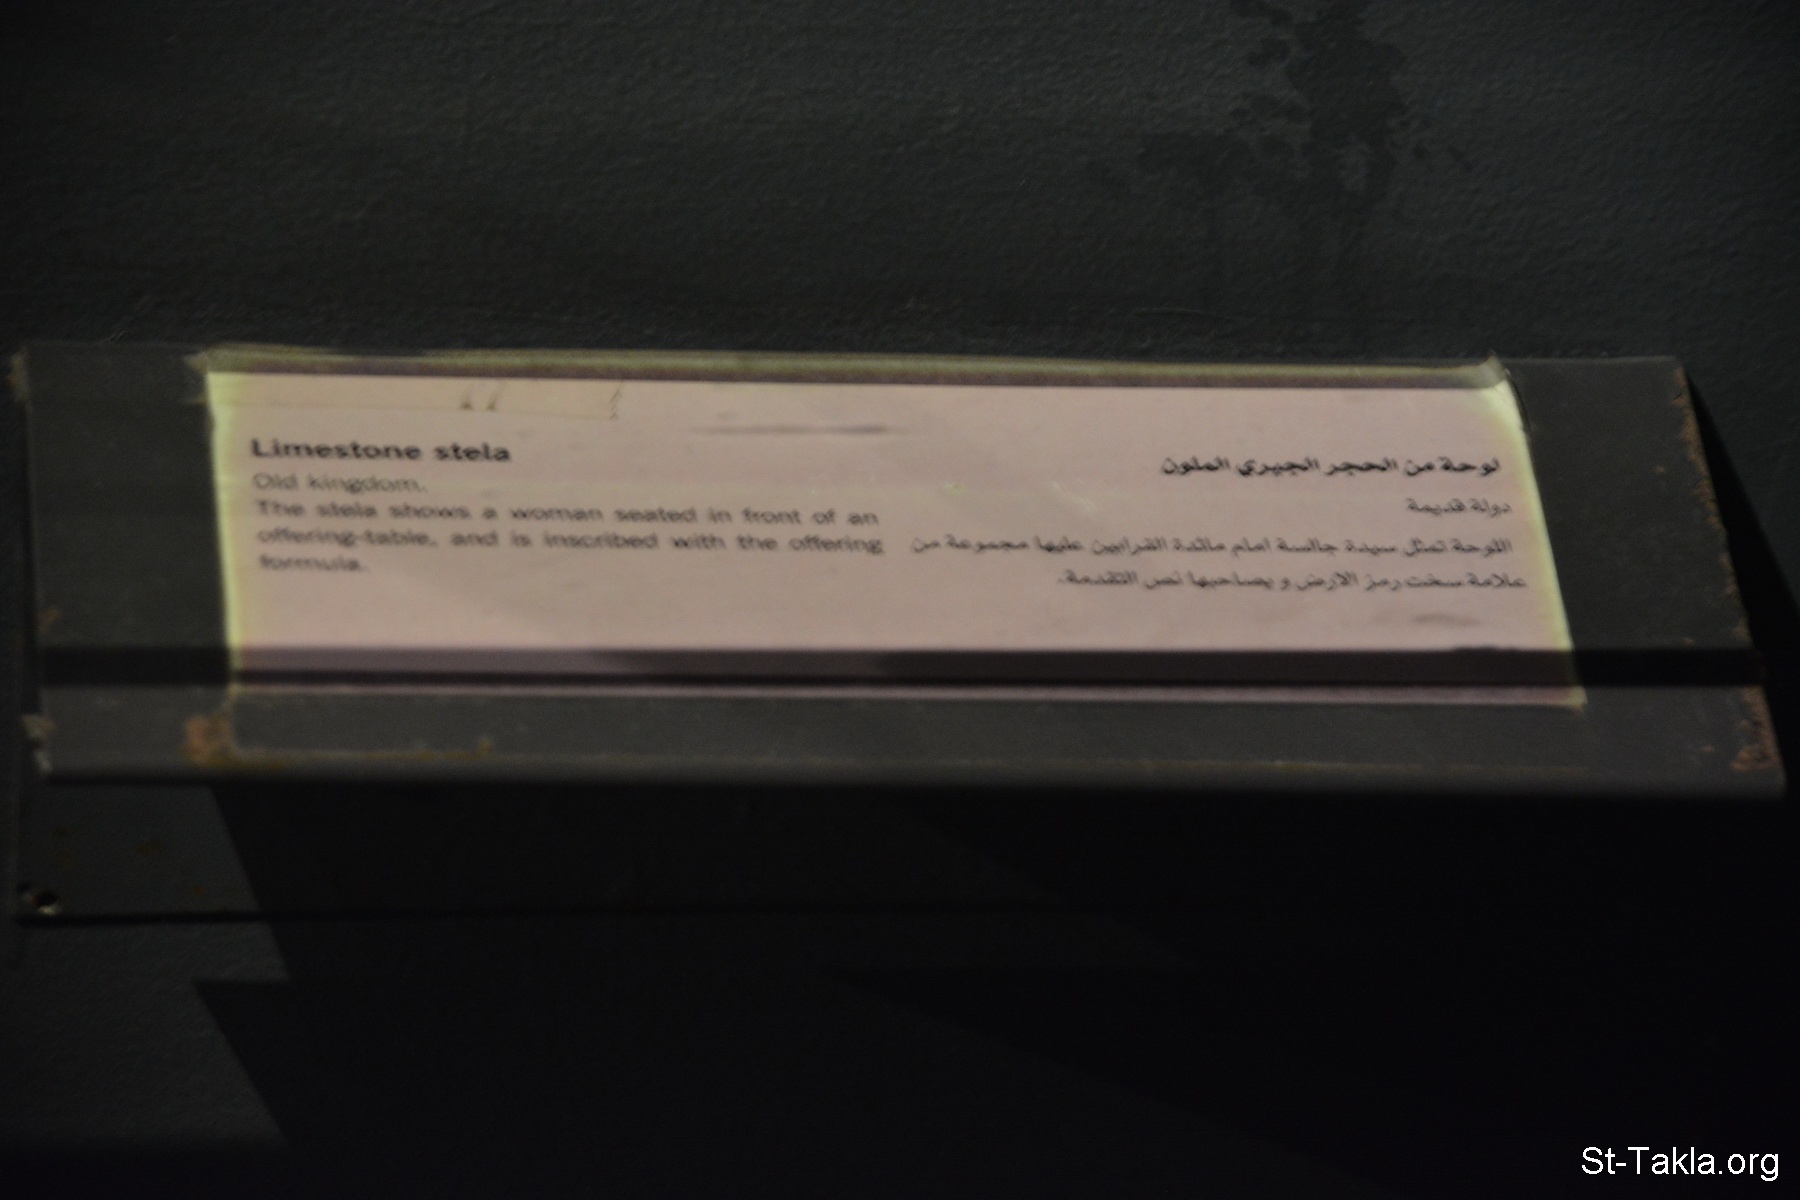 Limestone stela
Old kingdom.
The stela shows a woman seated in front of an
offering-table, and is inscribed with the offering
formula.
لوحة من الحجر الجيري الملون
دولة قديمة
اللوحة تمثل سيدة جالسة امام مائدة القرابين عليها مجموعة من
علامة سخت رمز الارض و يصاحبها نص التقدمة.
St-Takla.org